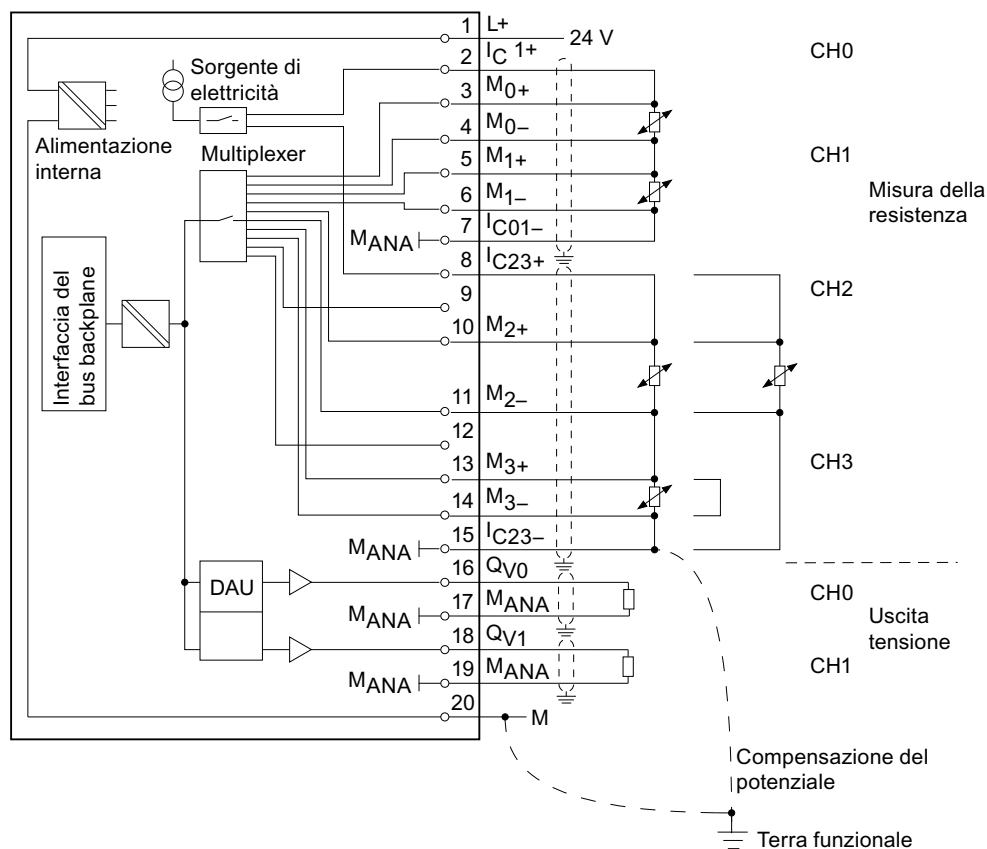 1 L+
24 V
2 IC 1+
CH0
Sorgente di
elettricità
3 M0+
4 M0–
Alimentazione
interna
Multiplexer
5 M1+
CH1
6 M1–
Misura della
resistenza
7 IC01–
MANA
8 IC23+
CH2
9
10 M2+
Interfaccia del
bus backplane
11 M2–
12
13 M3+
CH3
14 M3–
15 IC23–
MANA
16 QV0
DAU
CH0
17 MANA
MANA
Uscita
tensione
18 QV1
19 MANA
MANA
CH1
20
M
Compensazione del
potenziale
Terra funzionale